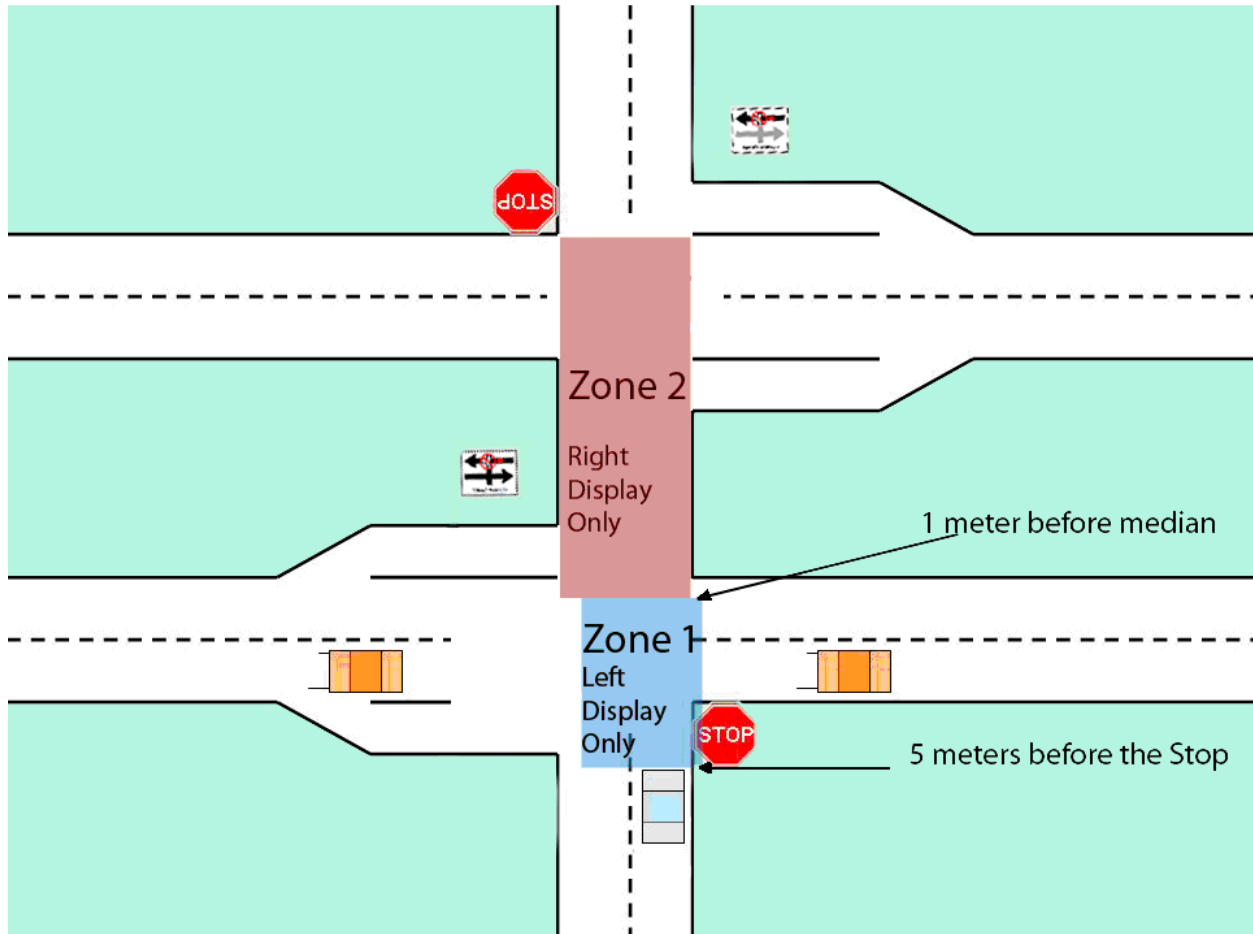 STOP
Zone 2
Right
Display
Only
1 meter before median
Zone 1
Left
Display
Only
STOP
5 meters before the Stop